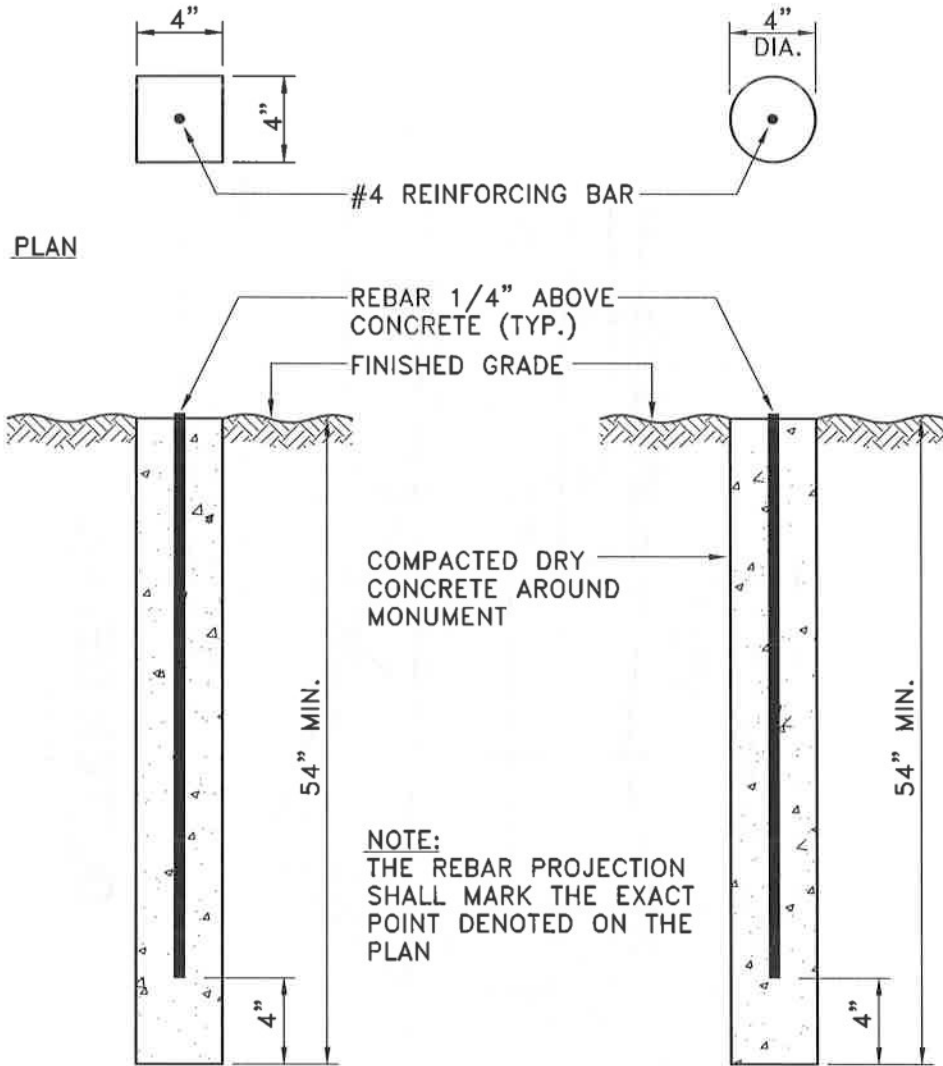 4"
4"
DIA.
4"
#4 REINFORCING BAR
PLAN
REBAR 1/4" ABOVE
CONCRETE (TYP.)
FINISHED GRADE
COMPACTED DRY
CONCRETE AROUND
MONUMENT
54" MIN.
54" MIN.
NOTE:
THE REBAR PROJECTION
SHALL MARK THE EXACT
POINT DENOTED ON THE
PLAN
4"
4"